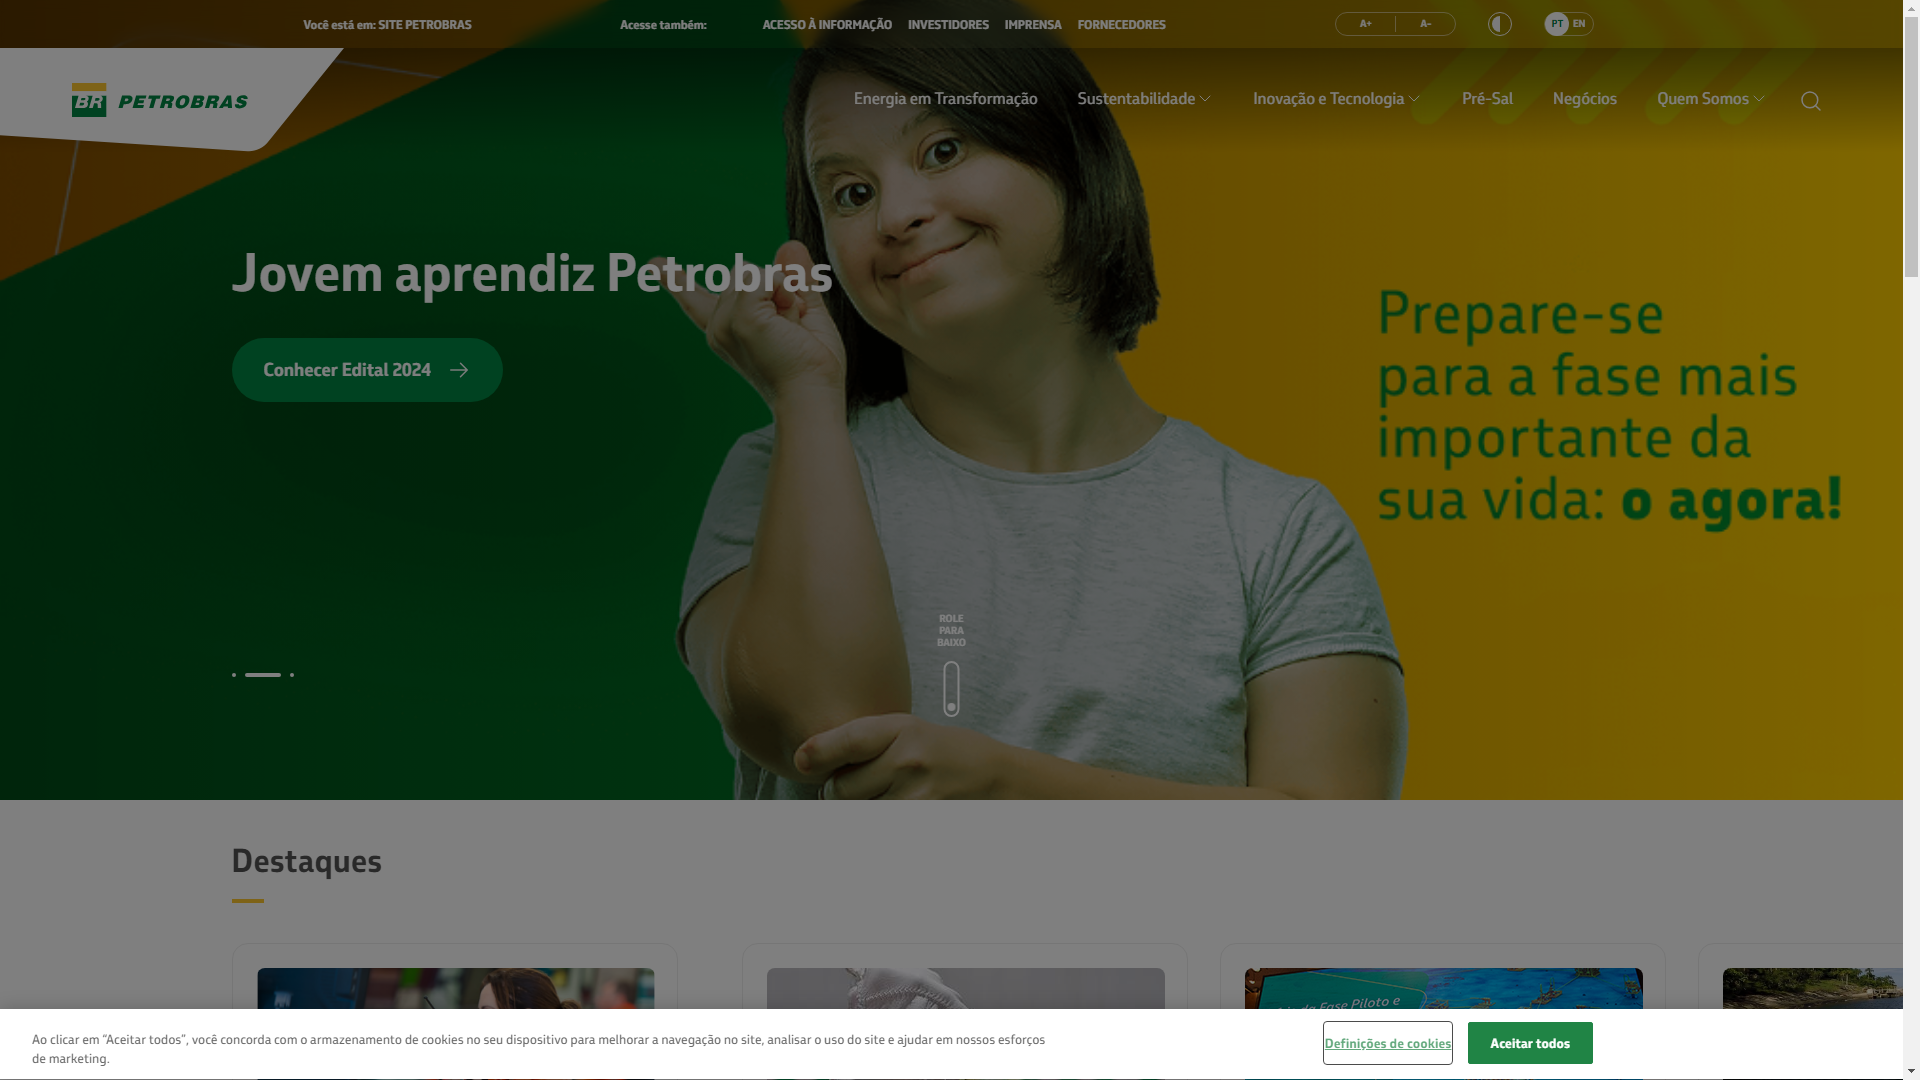 Você está em: SITE PETROBRAS
Acesse também:
ACESSO À INFORMAÇÃO
INVESTIDORES
IMPRENSA
FORNECEDORES
A+
A-
PT
EN
BR PETROBRAS
Energia em Transformação
Sustentabilidade
Inovação e Tecnologia
Pré-Sal
Negócios
Quem Somos
Jovem aprendiz Petrobras
Conhecer Edital 2024
Prepare-se
para a fase mais
importante da
sua vida: o agora!
ROLE
PARA
BAIXO
Destaques
Fase Piloto e
Ao clicar em “Aceitar todos”, você concorda com o armazenamento de cookies no seu dispositivo para melhorar a navegação no site, analisar o uso do site e ajudar em nossos esforços
de marketing.
Definições de cookies
Aceitar todos